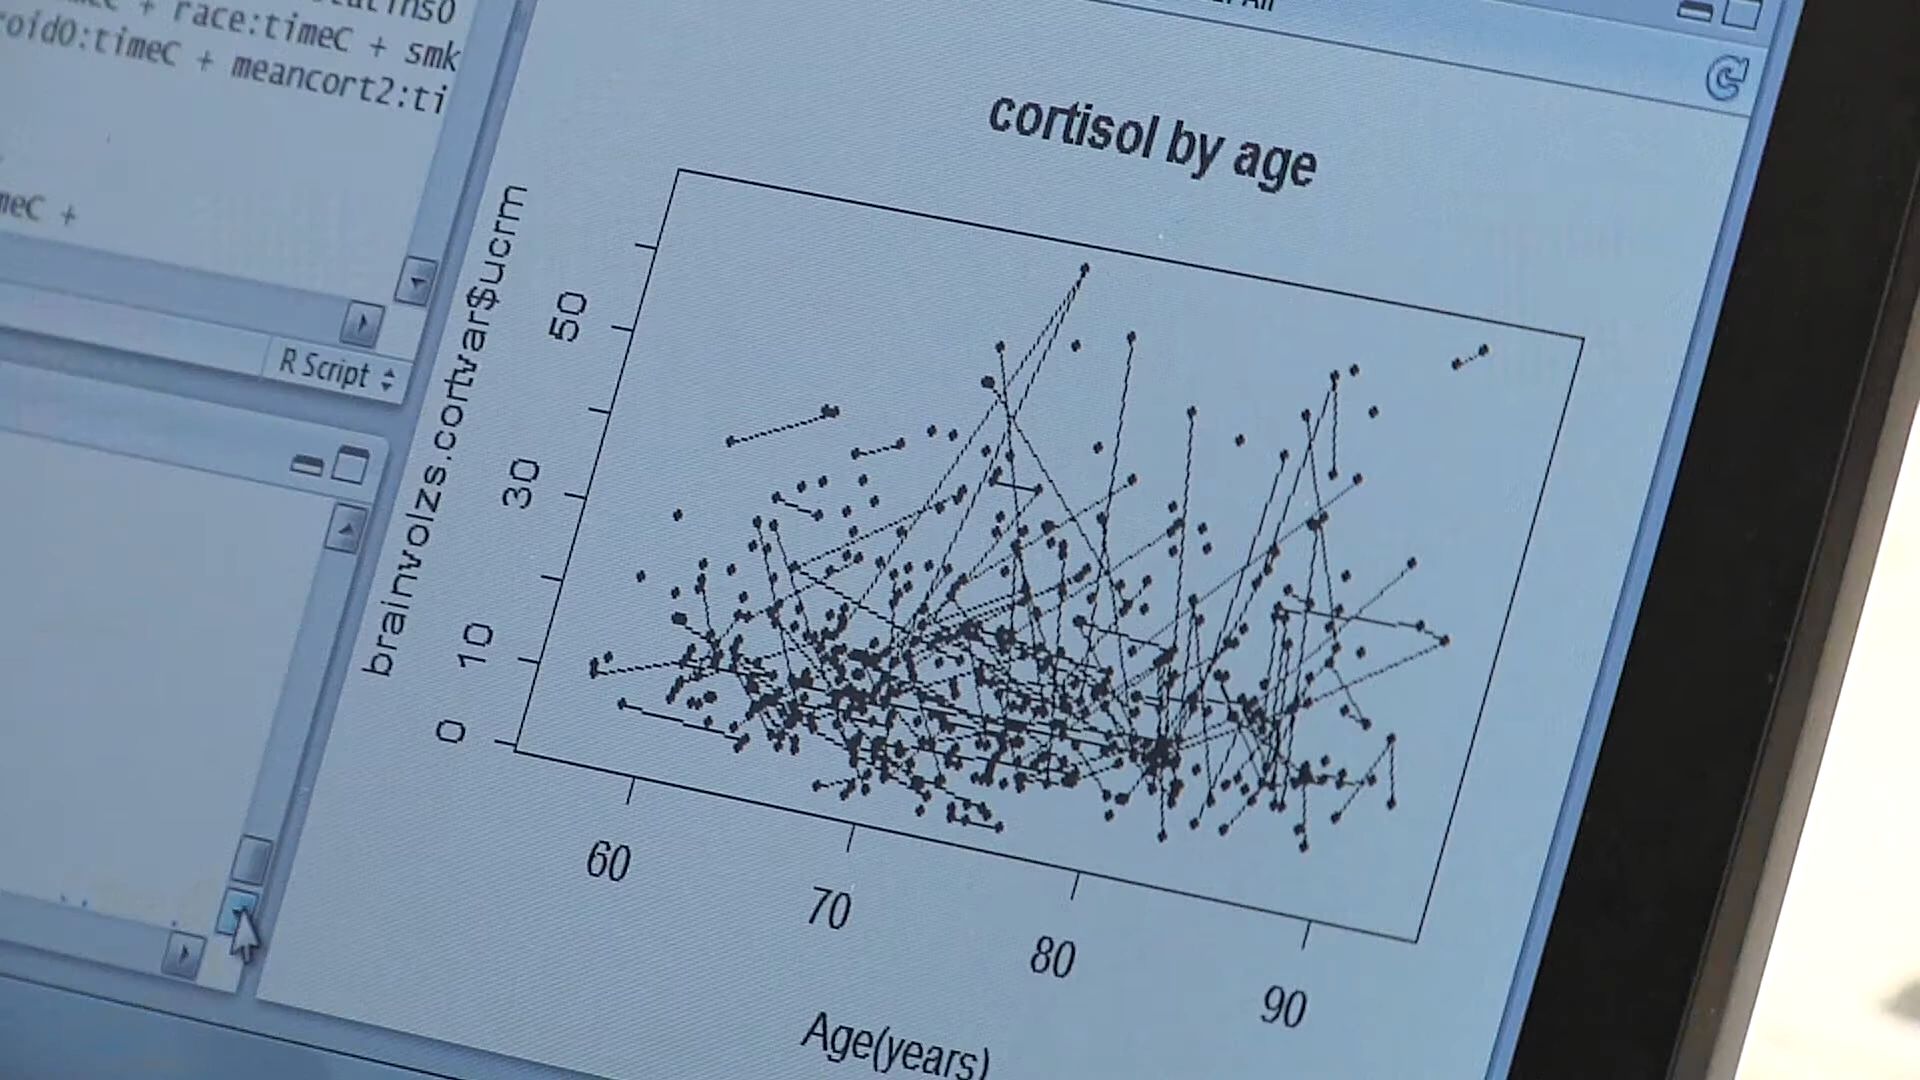 + race:timeC + smk
oid0:timeC + meancort2:ti
meC +
R Script
cortisol by age
brainvolzs.cortvar$ucrm
50
30
10
0
60
70
80
90
Age(years)